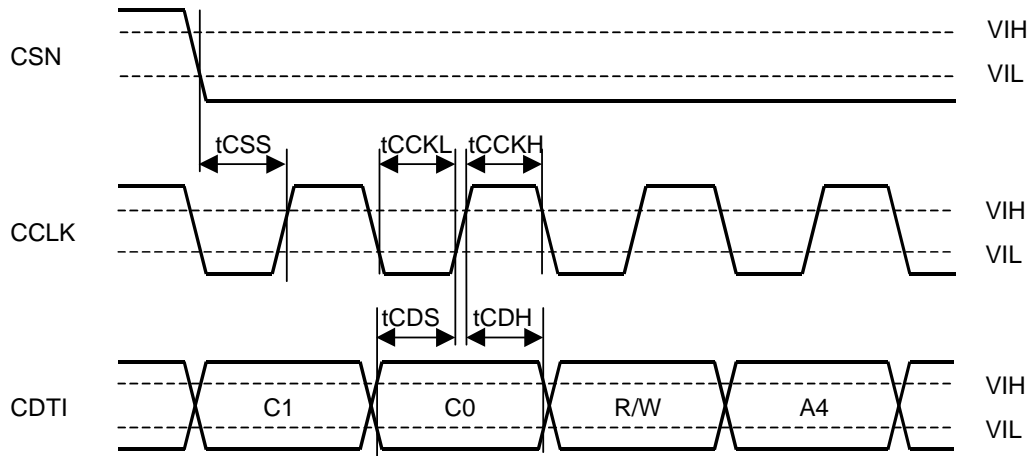 CSN
VIH
VIL
tCSS
tCCKL
tCCKH
CCLK
VIH
VIL
tCDS
tCDH
CDTI
C1
C0
R/W
A4
VIH
VIL